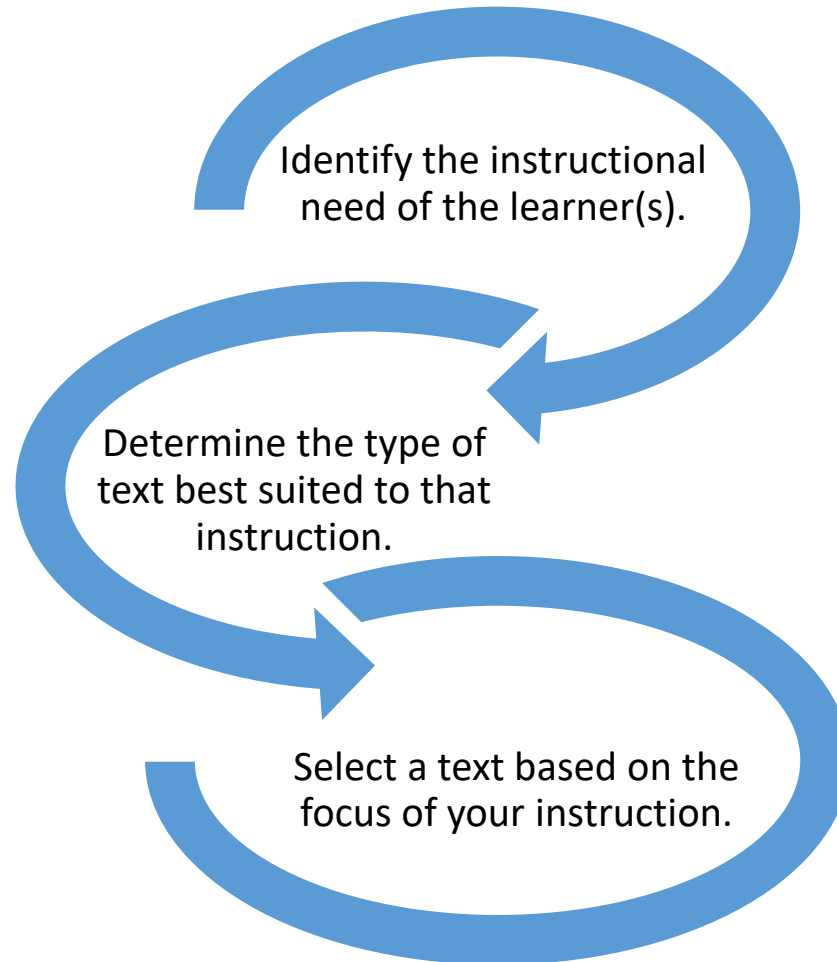 Identify the instructional
need of the learner(s).
Determine the type of
text best suited to that
instruction.
Select a text based on the
focus of your instruction.